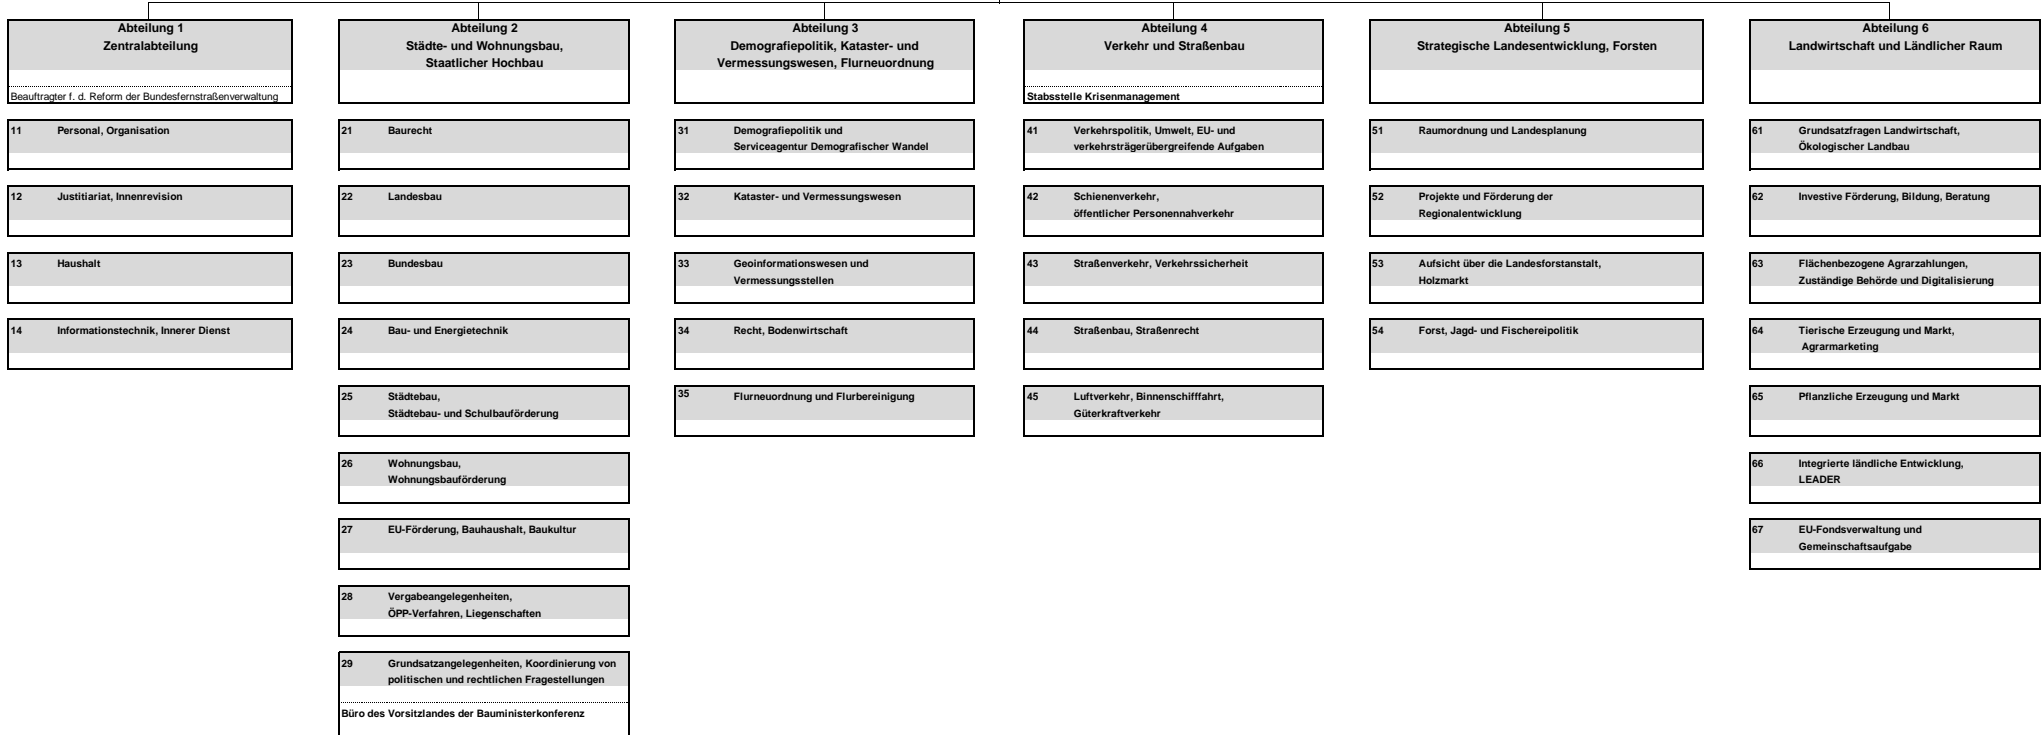 Abteilung 1
Zentralabteilung
Beauftragter f. d. Reform der Bundesfernstraßenverwaltung
11 Personal, Organisation
12 Justitiariat, Innenrevision
13 Haushalt
14 Informationstechnik, Innerer Dienst
Abteilung 2
Städte- und Wohnungsbau,
Staatlicher Hochbau
21 Baurecht
22 Landesbau
23 Bundesbau
24 Bau- und Energietechnik
25 Städtebau,
Städtebau- und Schulbauförderung
26 Wohnungsbau,
Wohnungsbauförderung
27 EU-Förderung, Bauhaushalt, Baukultur
28 Vergabeangelegenheiten,
ÖPP-Verfahren, Liegenschaften
29 Grundsatzangelegenheiten, Koordinierung von
politischen und rechtlichen Fragestellungen
Büro des Vorsitzlandes der Bauministerkonferenz
Abteilung 3
Demografiepolitik, Kataster- und
Vermessungswesen, Flurneuordnung
31 Demografiepolitik und
Serviceagentur Demografischer Wandel
32 Kataster- und Vermessungswesen
33 Geoinformationswesen und
Vermessungsstellen
34 Recht, Bodenwirtschaft
35 Flurneuordnung und Flurbereinigung
Abteilung 4
Verkehr und Straßenbau
Stabsstelle Krisenmanagement
41 Verkehrspolitik, Umwelt, EU- und
verkehrsträgerübergreifende Aufgaben
42 Schienenverkehr,
öffentlicher Personennahverkehr
43 Straßenverkehr, Verkehrssicherheit
44 Straßenbau, Straßenrecht
45 Luftverkehr, Binnenschifffahrt,
Güterkraftverkehr
Abteilung 5
Strategische Landesentwicklung, Forsten
51 Raumordnung und Landesplanung
52 Projekte und Förderung der
Regionalentwicklung
53 Aufsicht über die Landesforstanstalt,
Holzmarkt
54 Forst, Jagd- und Fischereipolitik
Abteilung 6
Landwirtschaft und Ländlicher Raum
61 Grundsatzfragen Landwirtschaft,
Ökologischer Landbau
62 Investive Förderung, Bildung, Beratung
63 Flächenbezogene Agrarzahlungen,
Zuständige Behörde und Digitalisierung
64 Tierische Erzeugung und Markt,
Agrarmarketing
65 Pflanzliche Erzeugung und Markt
66 Integrierte ländliche Entwicklung,
LEADER
67 EU-Fondsverwaltung und
Gemeinschaftsaufgabe